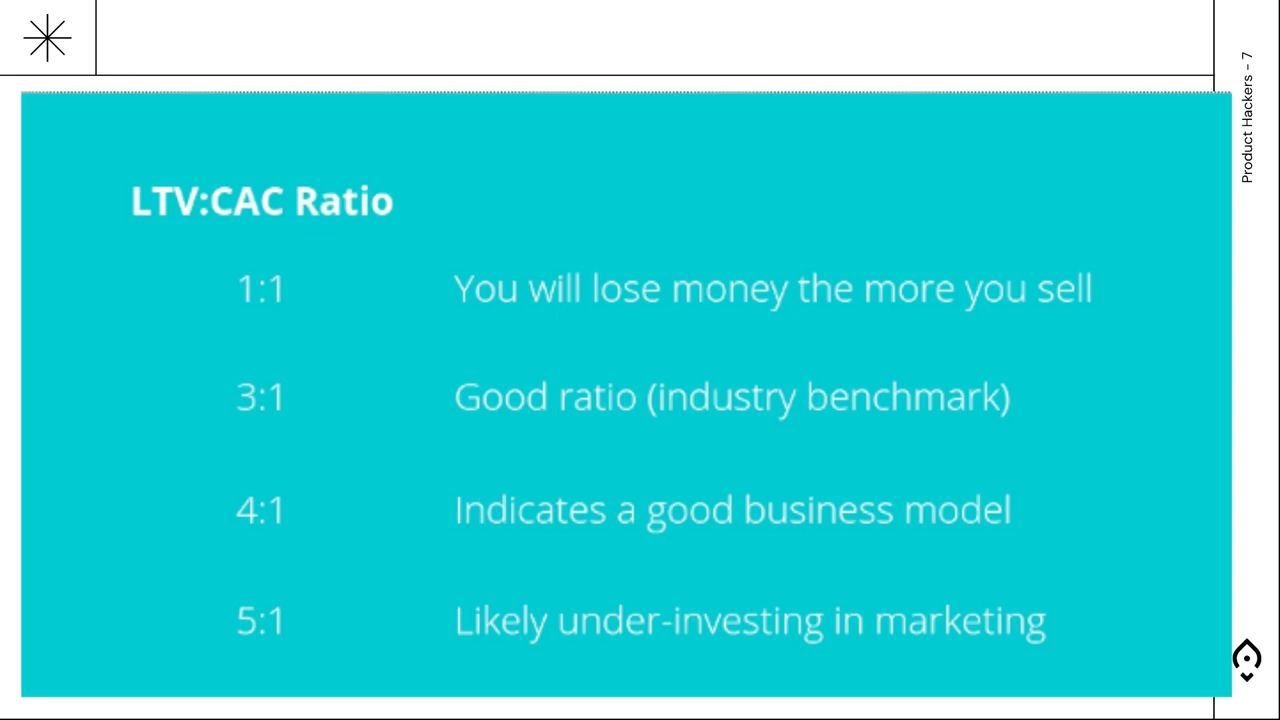 Product Hackers – 7
LTV:CAC Ratio
1:1 You will lose money the more you sell
3:1 Good ratio (industry benchmark)
4:1 Indicates a good business model
5:1 Likely under-investing in marketing